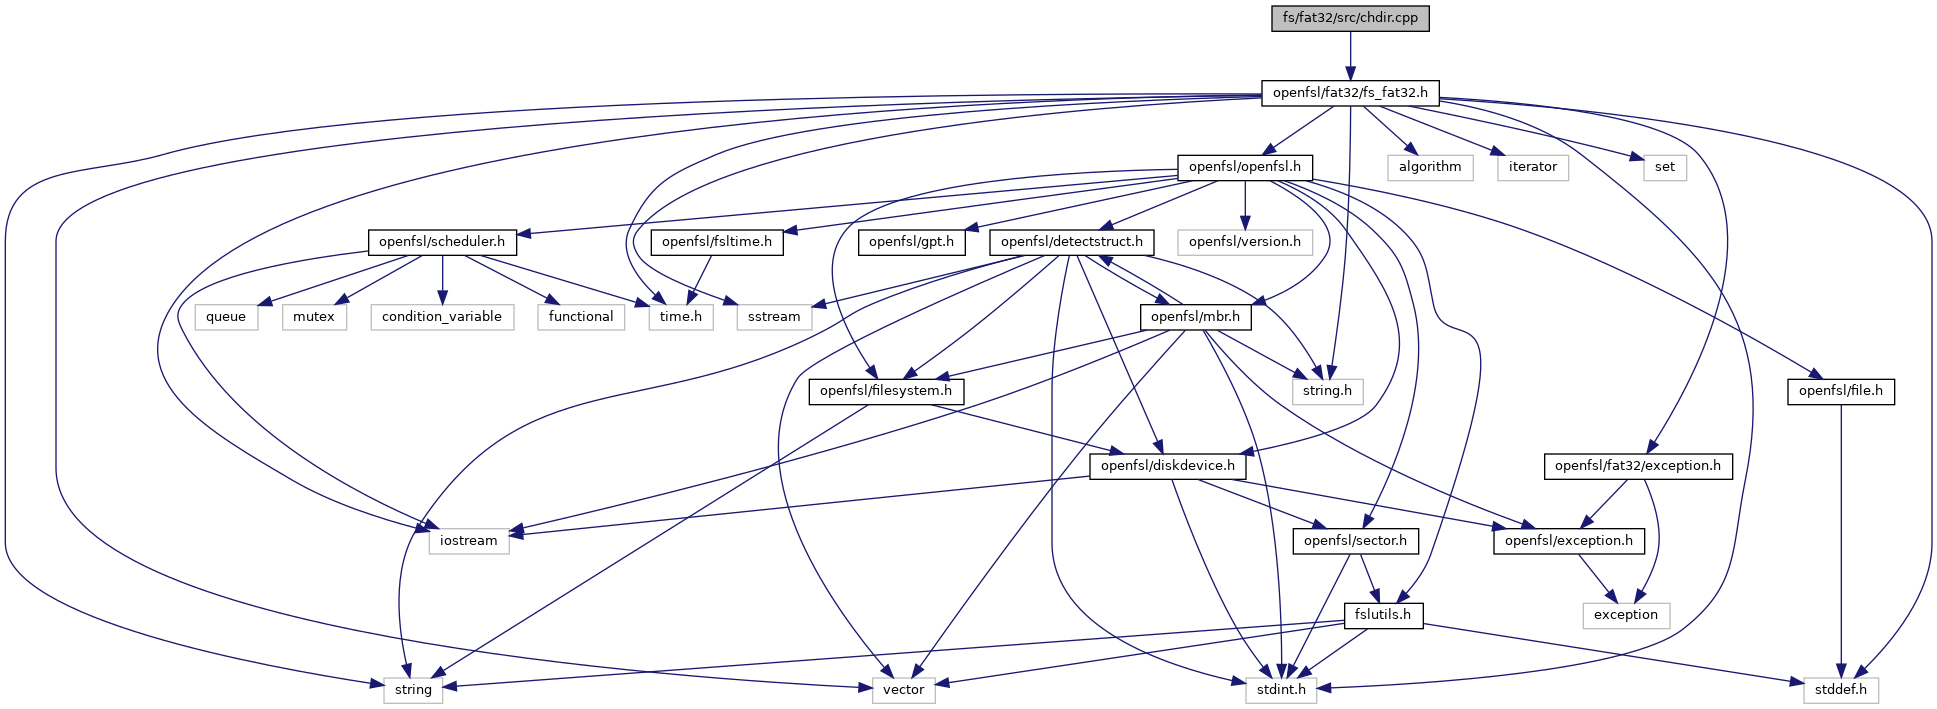 fs/fat32/src/chdir.cpp
openfsl/fat32/fs_fat32.h
openfsl/openfsl.h
algorithm
iterator
set
openfsl/scheduler.h
openfsl/fsltime.h
openfsl/gpt.h
openfsl/detectstruct.h
openfsl/version.h
queue
mutex
condition_variable
functional
time.h
sstream
openfsl/mbr.h
openfsl/filesystem.h
string.h
openfsl/file.h
openfsl/diskdevice.h
openfsl/fat32/exception.h
iostream
openfsl/sector.h
openfsl/exception.h
fslutils.h
exception
string
vector
stdint.h
stddef.h